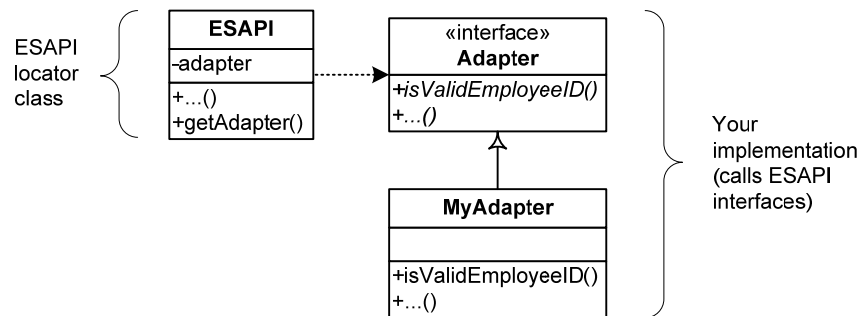 ESAPI
locator
class
ESAPI
-adapter
+...()
+getAdapter()
«interface»
Adapter
+isValidEmployeeID()
+...()
MyAdapter
+isValidEmployeeID()
+...()
Your
implementation
(calls ESAPI
interfaces)